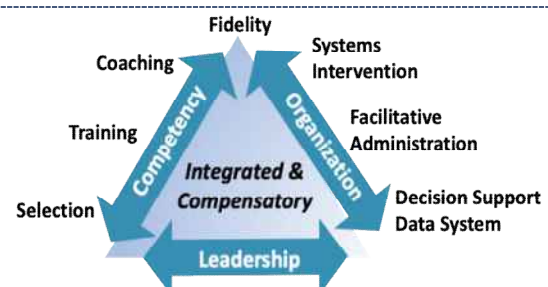 Fidelity
Coaching
Systems
Intervention
Training
Competency
Organization
Facilitative
Administration
Integrated &
Compensatory
Selection
Decision Support
Data System
Leadership